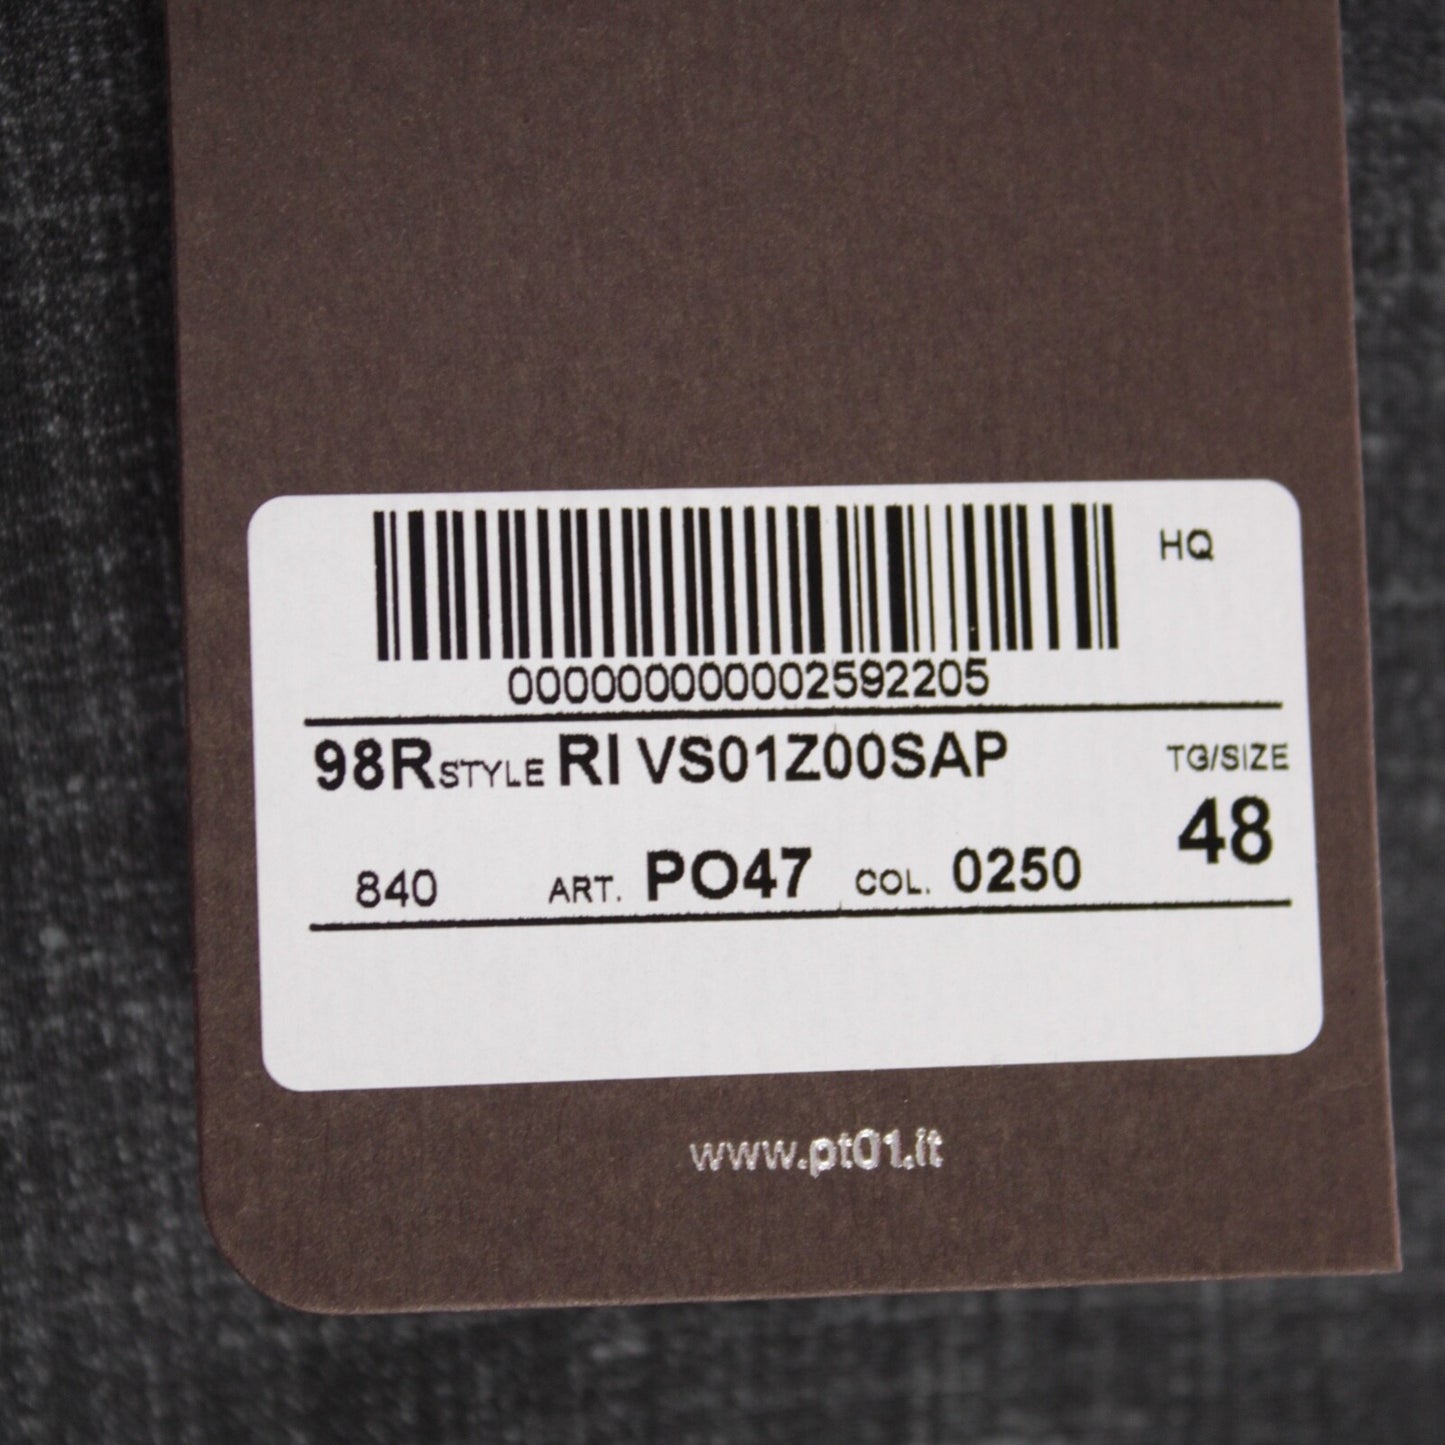 HQ
000000000002592205
98R STYLE RI VS01Z00SAP TG/SIZE
48
840 ART. PO47 COL. 0250
www.pt01.it